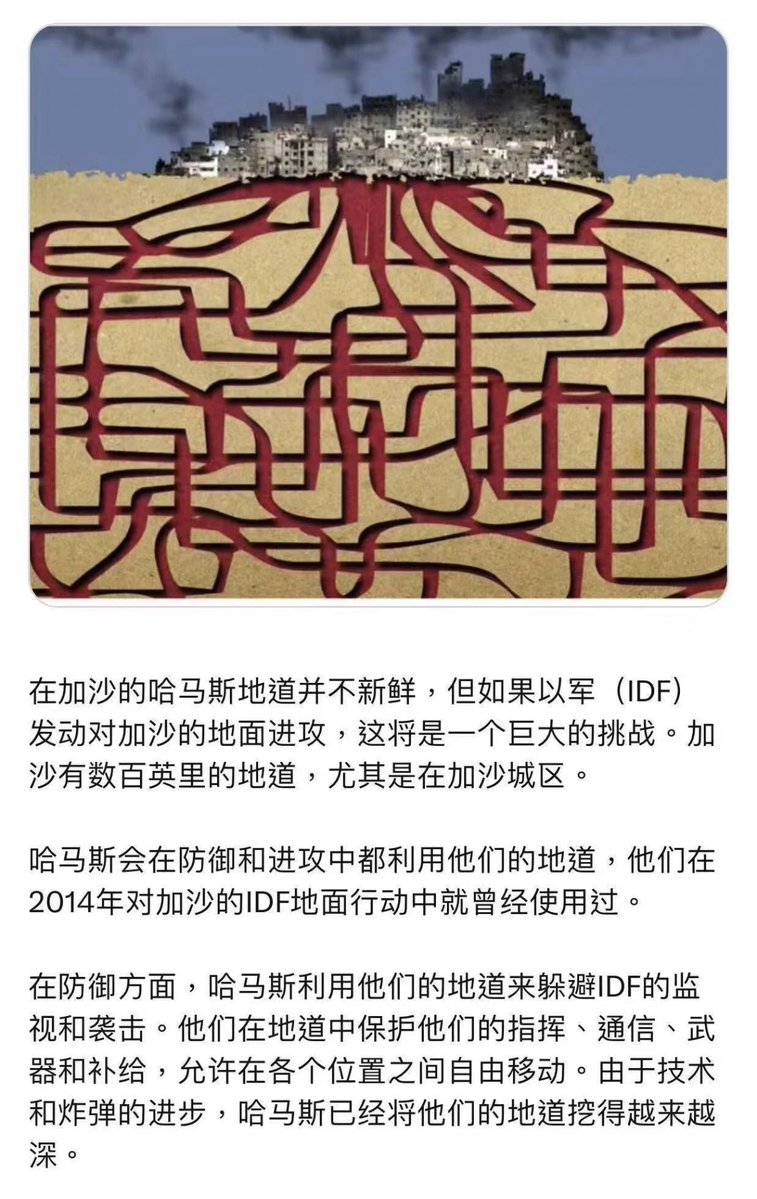 在加沙的哈马斯地道并不新鲜，但如果以军（IDF）
发动对加沙的地面进攻，这将是一个巨大的挑战。加
沙有数百英里的地道，尤其是在加沙城区。
哈马斯会在防御和进攻中都利用他们的地道，他们在
2014年对加沙的IDF地面行动中就曾经使用过。
在防御方面，哈马斯利用他们的地道来躲避IDF的监
视和袭击。他们在地道中保护他们的指挥、通信、武
器和补给，允许在各个位置之间自由移动。由于技术
和炸弹的进步，哈马斯已经将他们的地道挖得越来越
深。